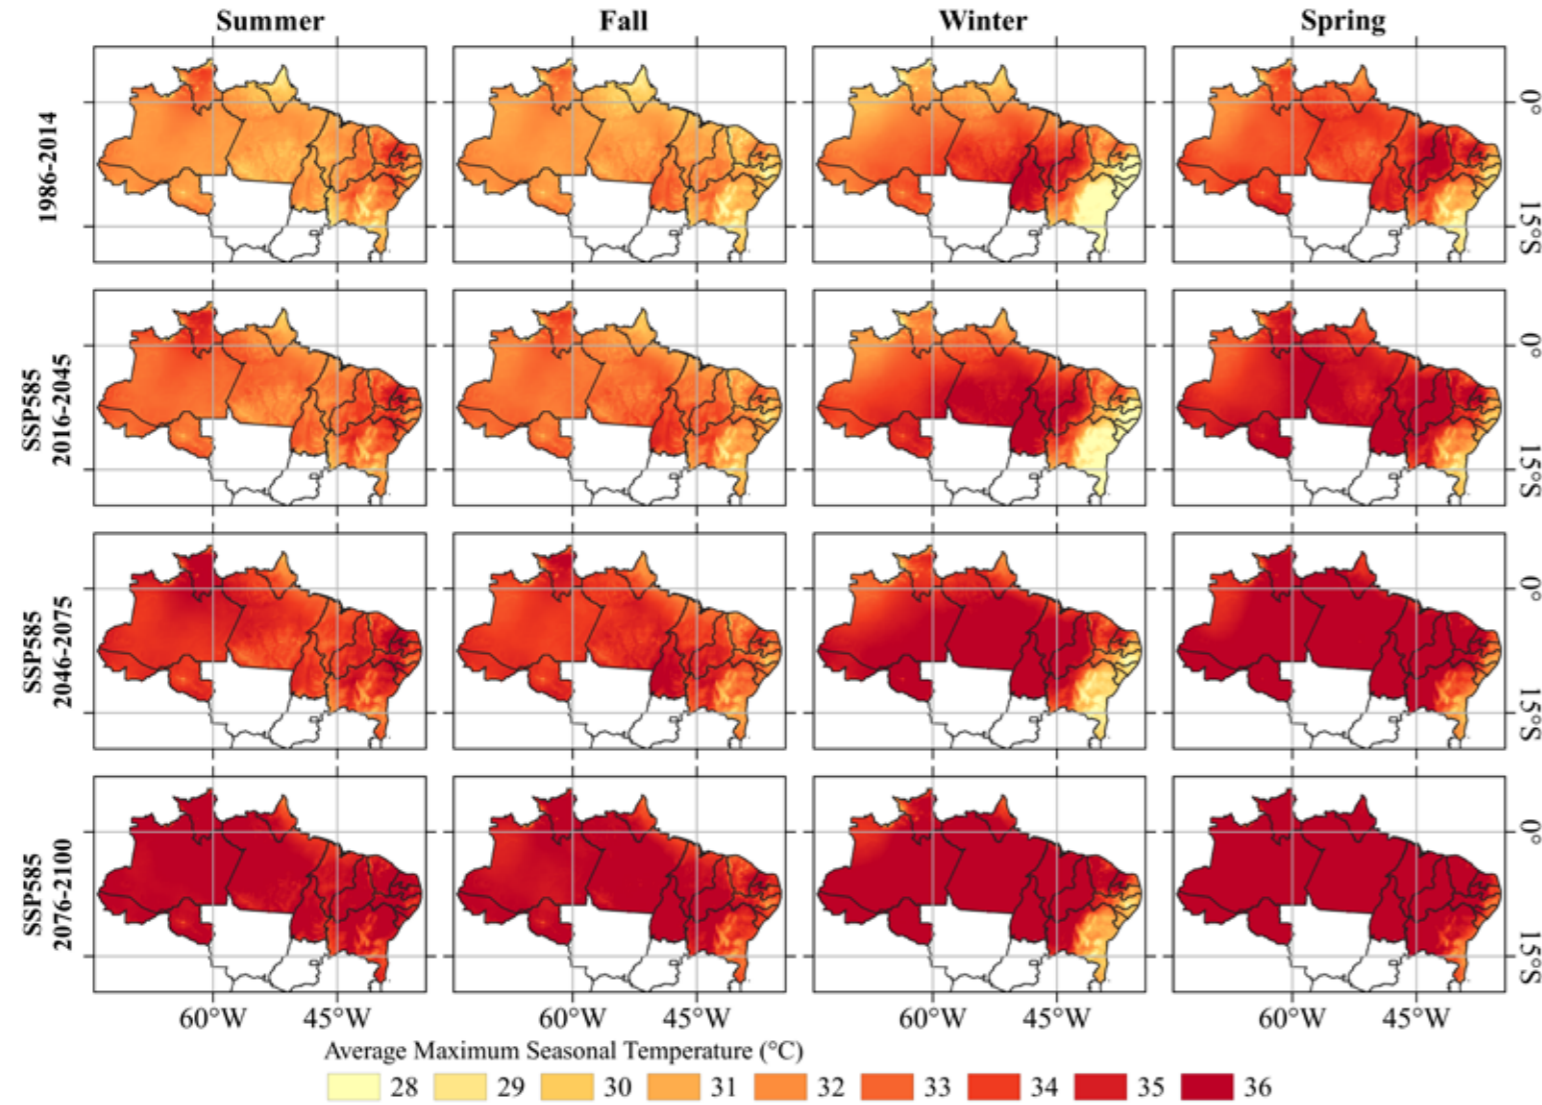 Summer Fall Winter Spring
1986-2014
0°
15°S
SSP585
2016-2045
0°
15°S
SSP585
2046-2075
0°
15°S
SSP585
2076-2100
0°
15°S
60°W 45°W 60°W 45°W 60°W 45°W 60°W 45°W
Average Maximum Seasonal Temperature (°C)
28 29 30 31 32 33 34 35 36